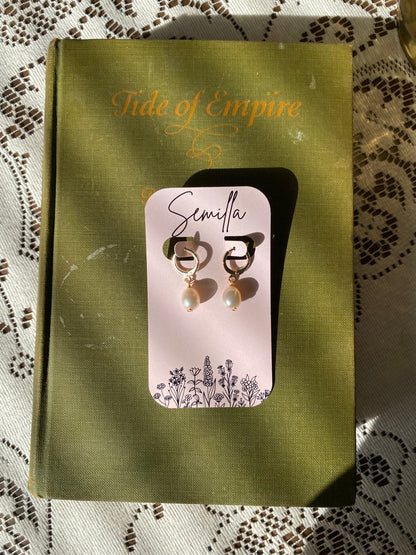 Tide of Empire
Semilla